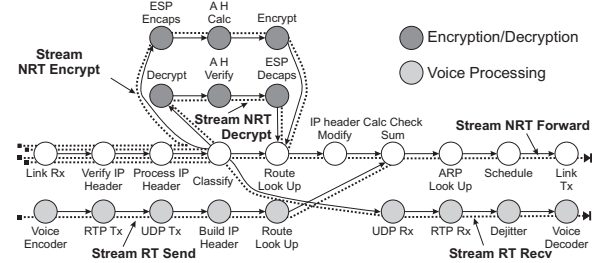 ESP
Encaps
A H
Calc
Encrypt
Encryption/Decryption
Voice Processing
Stream
NRT Encrypt
Decrypt
A H
Verify
ESP
Decaps
Stream NRT
Decrypt
IP header
Modify
Calc Check
Sum
Stream NRT Forward
Link Rx
Verify IP
Header
Process IP
Header
Classify
Route
Look Up
ARP
Look Up
Schedule
Link
Tx
Voice
Encoder
RTP Tx
UDP Tx
Build IP
Header
Route
Look Up
UDP Rx
RTP Rx
Dejitter
Voice
Decoder
Stream RT Send
Stream RT Recv